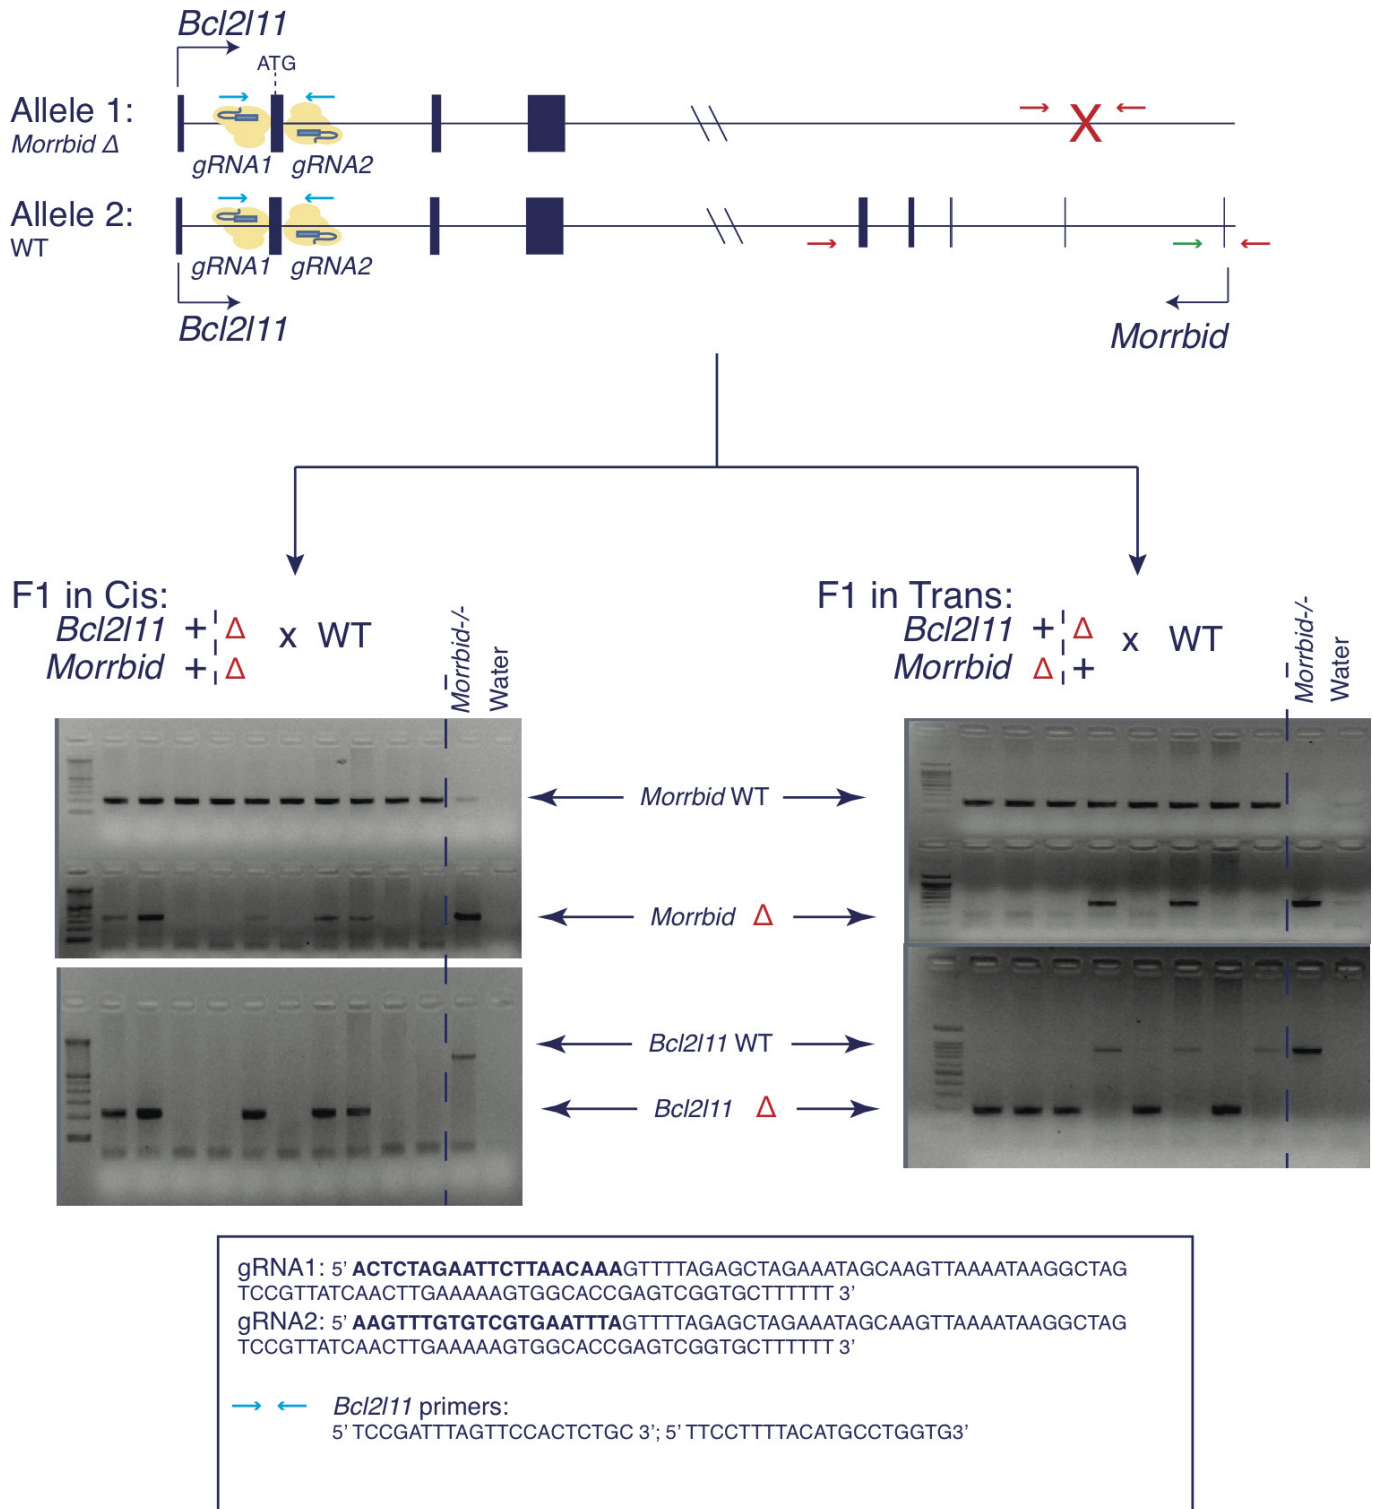 Bcl2l11
ATG
Allele 1:
Morrbid Δ
gRNA1 gRNA2
X
Allele 2:
WT
gRNA1 gRNA2
Bcl2l11
Morrbid
F1 in Cis:
Bcl2l11 + Δ
x WT
Morrbid + Δ
Morrbid-/-
Water
F1 in Trans:
Bcl2l11 + Δ
x WT
Morrbid Δ +
Morrbid-/-
Water
Morrbid WT
Morrbid Δ
Bcl2l11 WT
Bcl2l11 Δ
gRNA1: 5’ ACTCTAGAATTCTTAACAAAGTTTTAGAGCTAGAAATAGCAAGTTAAAATAAGGCTAG
TCCGTTATCAACTTGAAAAAGTGGCACCGAGTCGGTGCTTTTTT 3’
gRNA2: 5’ AAGTTTGTGTCGTGAATTTAGTTTTAGAGCTAGAAATAGCAAGTTAAAATAAGGCTAG
TCCGTTATCAACTTGAAAAAGTGGCACCGAGTCGGTGCTTTTTT 3’
Bcl2l11 primers:
5’ TCCGATTTAGTTCCACTCTGC 3’; 5’ TTCCTTTTACATGCCTGGTG3’